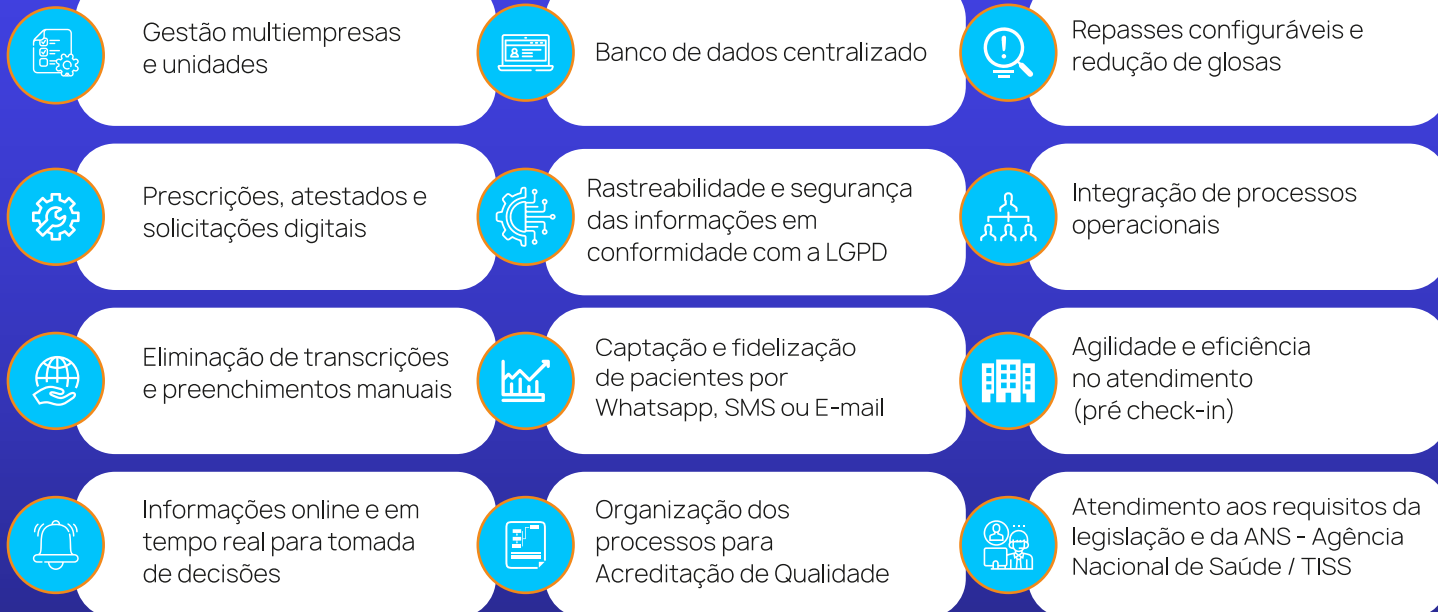 Gestão multiempresas
e unidades
Banco de dados centralizado
Repasses configuráveis e
redução de glosas
Prescrições, atestados e
solicitações digitais
Rastreabilidade e segurança
das informações em
conformidade com a LGPD
Integração de processos
operacionais
Eliminação de transcrições
e preenchimentos manuais
Captação e fidelização
de pacientes por
Whatsapp, SMS ou E-mail
Agilidade e eficiência
no atendimento
(pré check-in)
Informações online e em
tempo real para tomada
de decisões
Organização dos
processos para
Acreditação de Qualidade
Atendimento aos requisitos da
legislação e da ANS - Agência
Nacional de Saúde / TISS